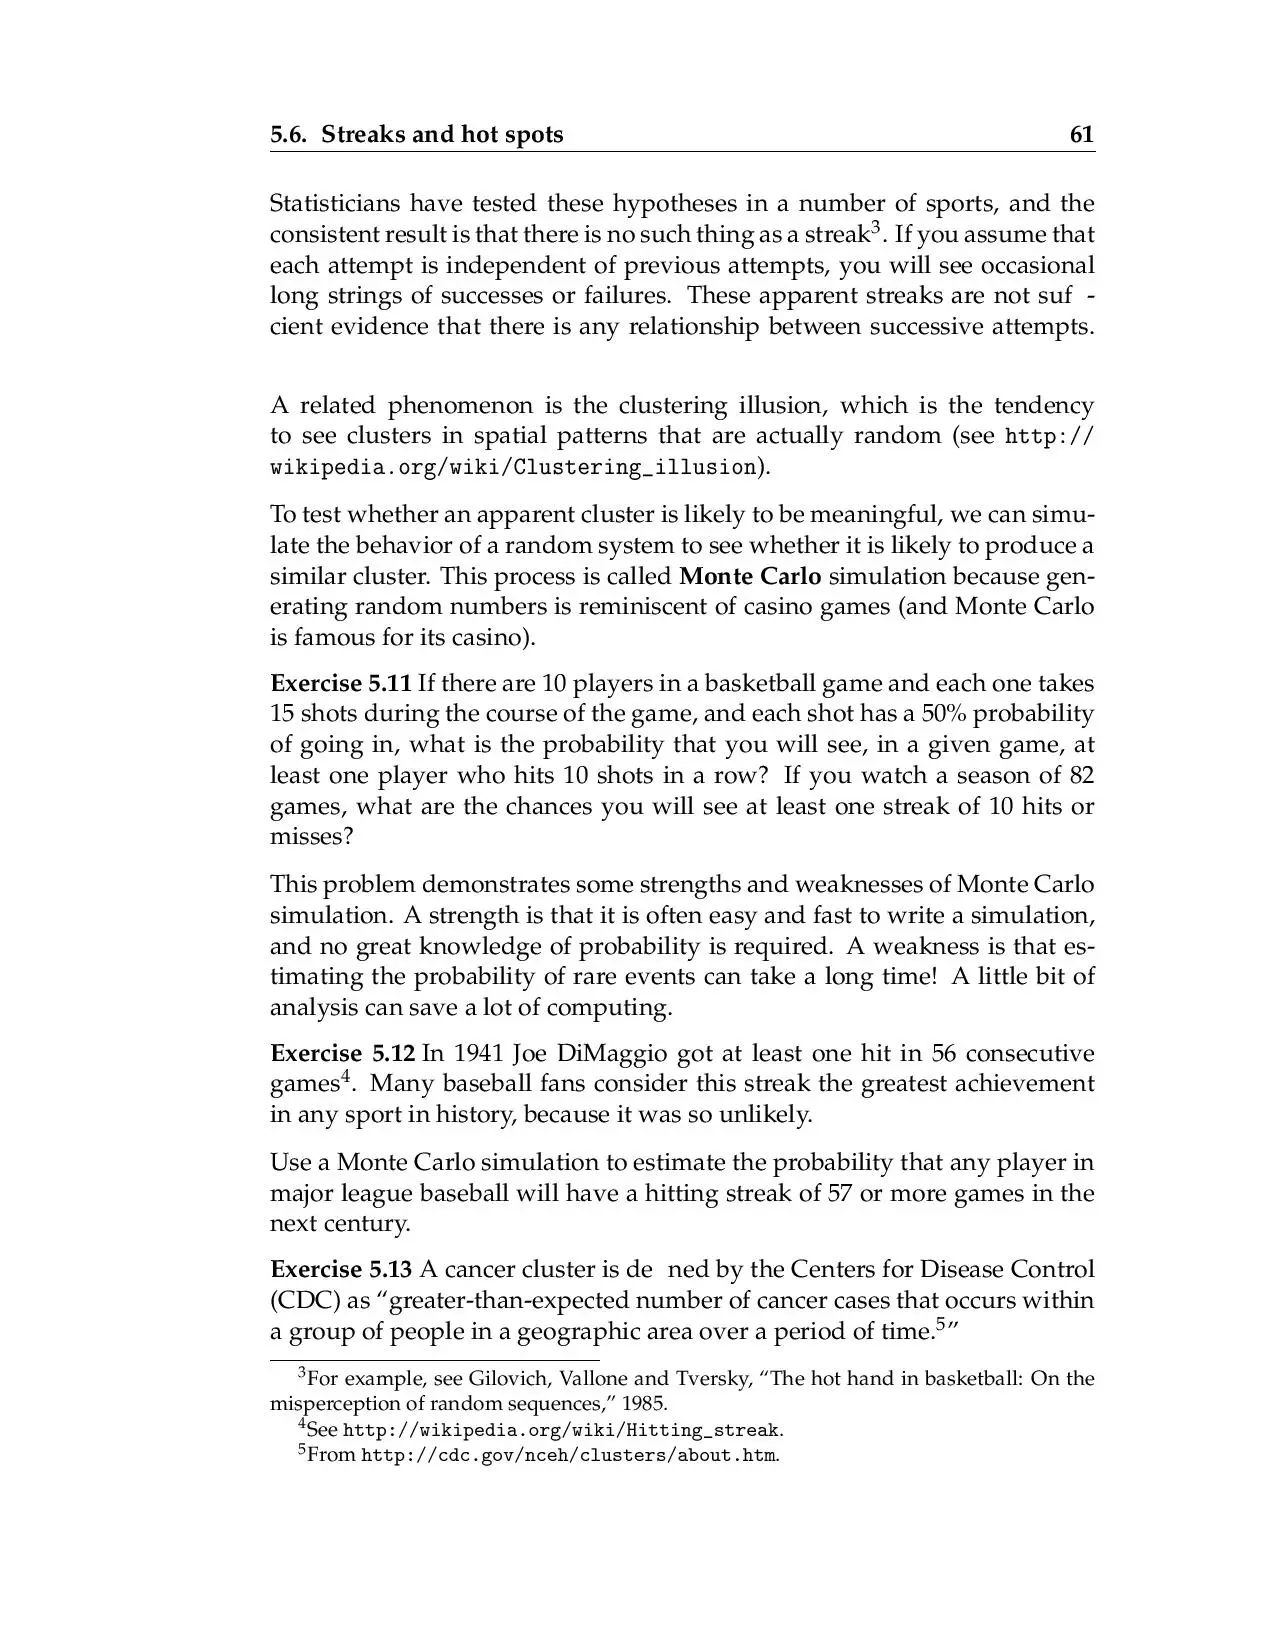 5.6. Streaks and hot spots 61
Statisticians have tested these hypotheses in a number of sports, and the
consistent result is that there is no such thing as a streak3. If you assume that
each attempt is independent of previous attempts, you will see occasional
long strings of successes or failures. These apparent streaks are not suf -
cient evidence that there is any relationship between successive attempts.
A related phenomenon is the clustering illusion, which is the tendency
to see clusters in spatial patterns that are actually random (see http://
wikipedia.org/wiki/Clustering_illusion).
To test whether an apparent cluster is likely to be meaningful, we can simu-
late the behavior of a random system to see whether it is likely to produce a
similar cluster. This process is called Monte Carlo simulation because gen-
erating random numbers is reminiscent of casino games (and Monte Carlo
is famous for its casino).
Exercise 5.11 If there are 10 players in a basketball game and each one takes
15 shots during the course of the game, and each shot has a 50% probability
of going in, what is the probability that you will see, in a given game, at
least one player who hits 10 shots in a row? If you watch a season of 82
games, what are the chances you will see at least one streak of 10 hits or
misses?
This problem demonstrates some strengths and weaknesses of Monte Carlo
simulation. A strength is that it is often easy and fast to write a simulation,
and no great knowledge of probability is required. A weakness is that es-
timating the probability of rare events can take a long time! A little bit of
analysis can save a lot of computing.
Exercise 5.12 In 1941 Joe DiMaggio got at least one hit in 56 consecutive
games4. Many baseball fans consider this streak the greatest achievement
in any sport in history, because it was so unlikely.
Use a Monte Carlo simulation to estimate the probability that any player in
major league baseball will have a hitting streak of 57 or more games in the
next century.
Exercise 5.13 A cancer cluster is de ned by the Centers for Disease Control
(CDC) as “greater-than-expected number of cancer cases that occurs within
a group of people in a geographic area over a period of time.5”
3For example, see Gilovich, Vallone and Tversky, “The hot hand in basketball: On the
misperception of random sequences,” 1985.
4See http://wikipedia.org/wiki/Hitting_streak.
5From http://cdc.gov/nceh/clusters/about.htm.